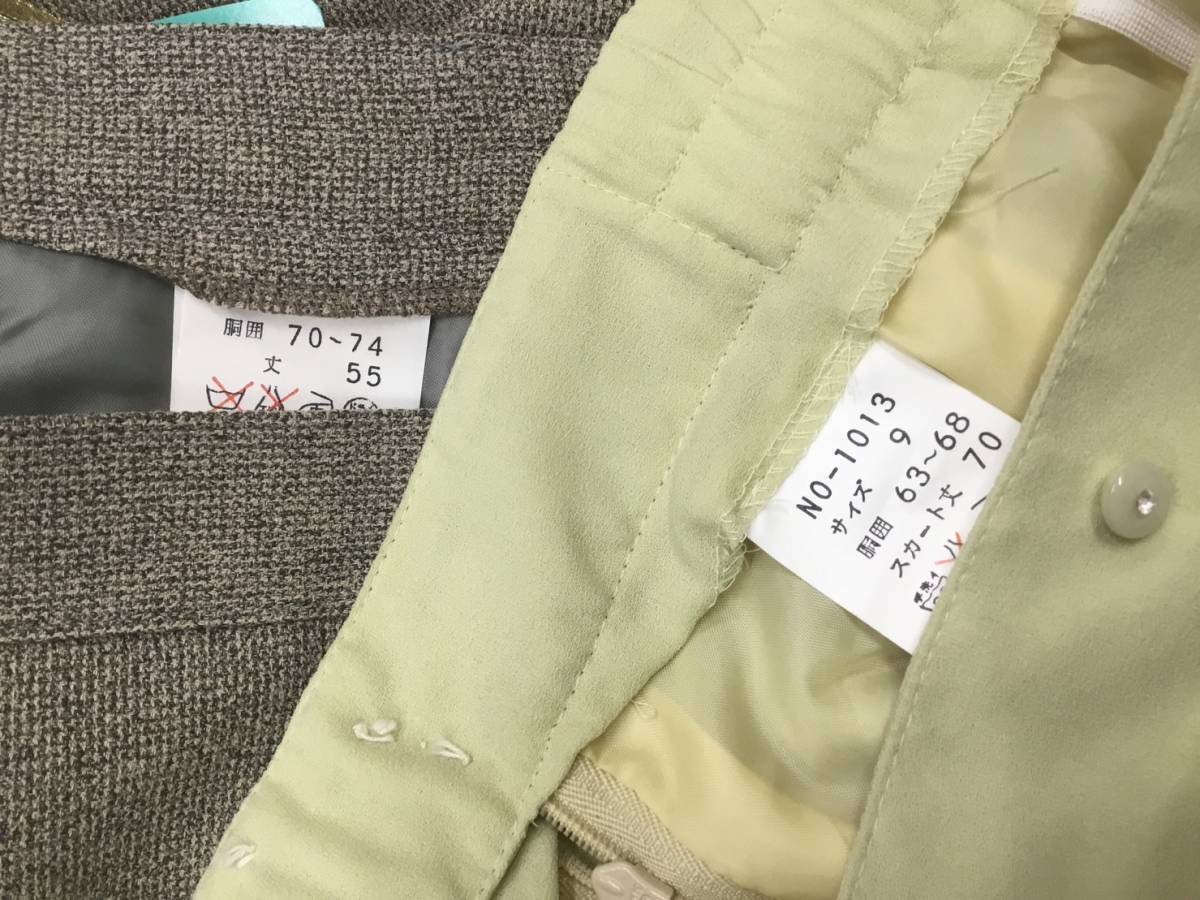 胴囲 70~74
丈 55
NO-1013
サイズ 9
胴囲 63~68
スカート丈 70